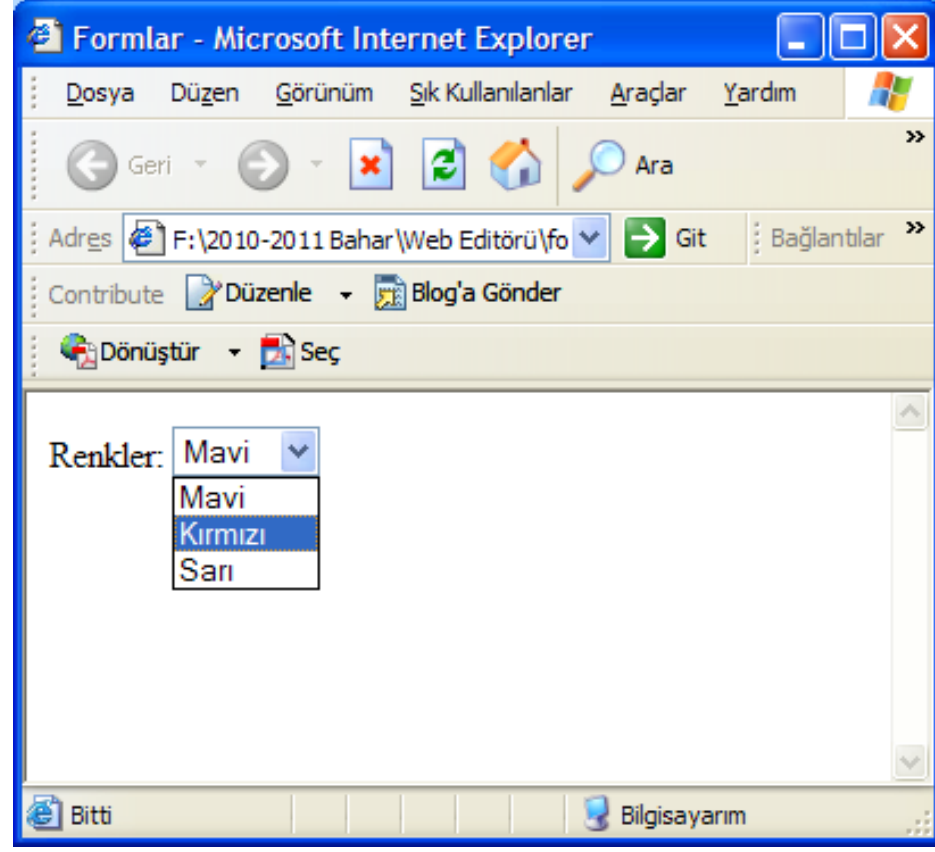 Formlar - Microsoft Internet Explorer
Dosya Düzen Görünüm Sık Kullanılanlar Araçlar Yardım
Geri Ara »
Adres F:\2010-2011 Bahar\Web Editörü\fo Git Bağlantılar »
Contribute Düzenle Blog'a Gönder
Dönüştür Seç
Renkler: Mavi
Mavi
Kırmızı
Sarı
Bitti Bilgisayarım